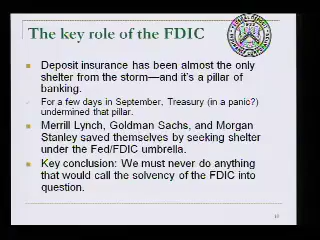 The key role of the FDIC
Deposit insurance has been almost the only
shelter from the storm—and it's a pillar of
banking.
For a few days in September, Treasury (in a panic?)
undermined that pillar.
Merrill Lynch, Goldman Sachs, and Morgan
Stanley saved themselves by seeking shelter
under the Fed/FDIC umbrella.
Key conclusion: We must never do anything
that would call the solvency of the FDIC into
question.